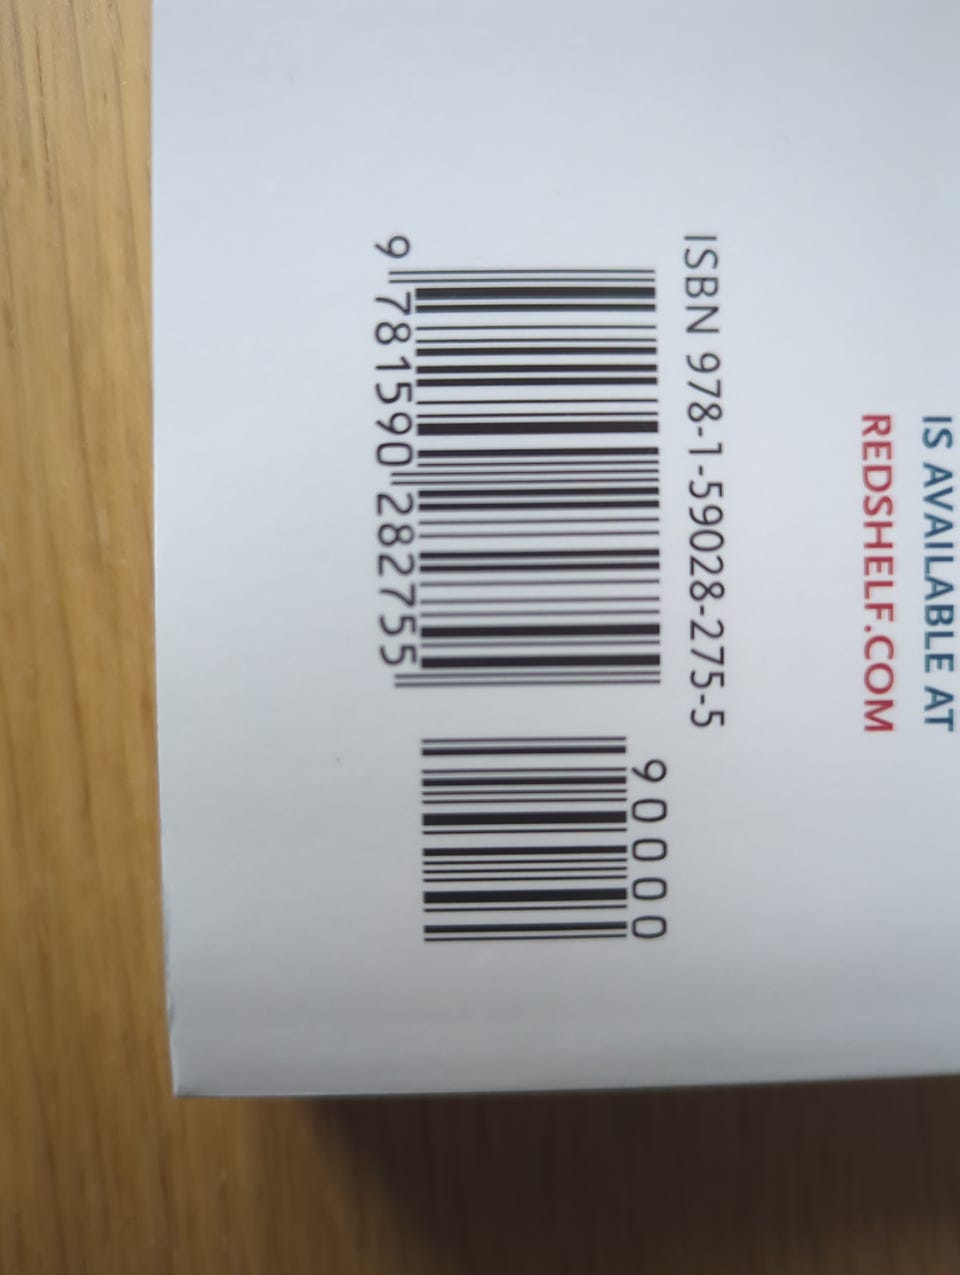 IS AVAILABLE AT
REDSHELF.COM
ISBN 978-1-59028-275-5
90000
9 781590 282755